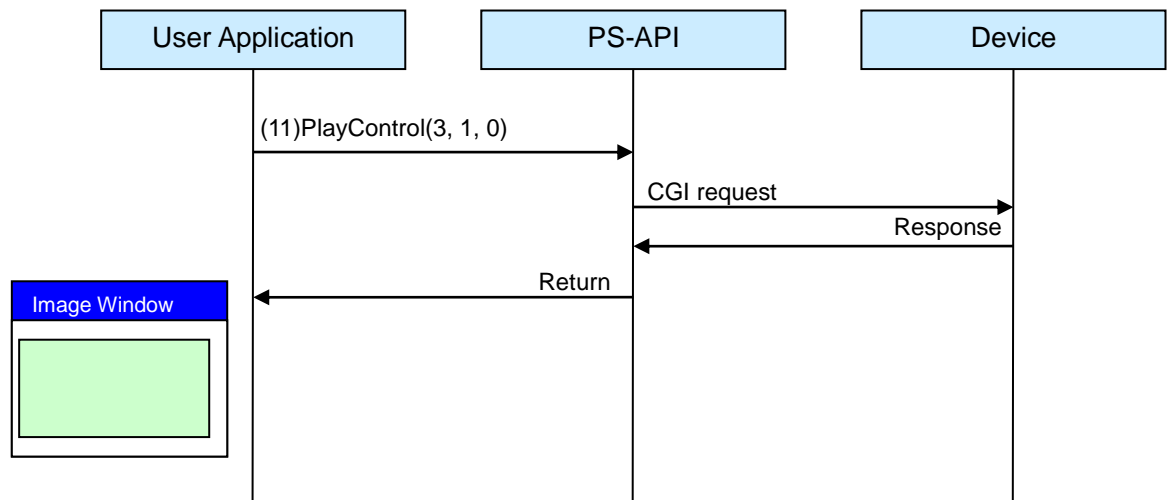 User Application
PS-API
Device
(11)PlayControl(3, 1, 0)
CGI request
Response
Return
Image Window